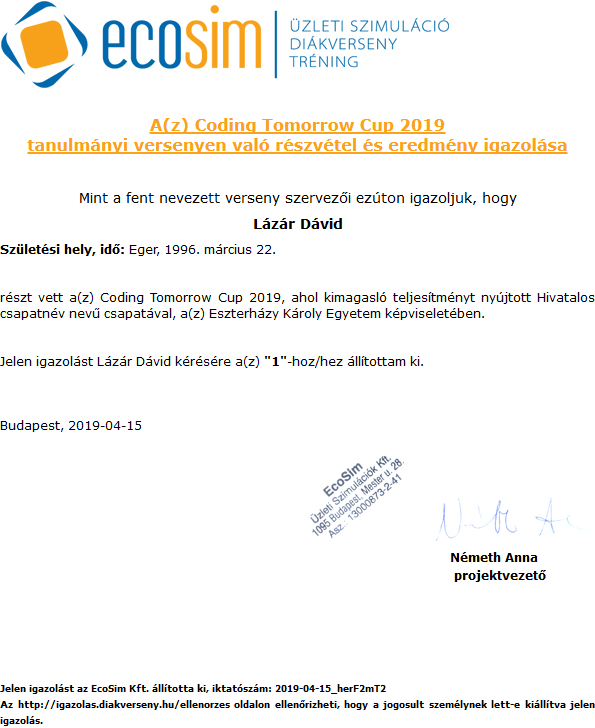 ecosim
ÜZLETI SZIMULÁCIÓ
DIÁKVERSENY
TRÉNING
A(z) Coding Tomorrow Cup 2019
tanulmányi versenyen való részvétel és eredmény igazolása
Mint a fent nevezett verseny szervezői ezúton igazoljuk, hogy
Lázár Dávid
Születési hely, idő: Eger, 1996. március 22.
részt vett a(z) Coding Tomorrow Cup 2019, ahol kimagasló teljesítményt nyújtott Hivatalos
csapatnév nevű csapatával, a(z) Eszterházy Károly Egyetem képviseletében.
Jelen igazolást Lázár Dávid kérésére a(z) "1"-hoz/hez állítottam ki.
Budapest, 2019-04-15
EcoSim
Üzleti Szimulációk Kft.
1095 Budapest, Mester u. 28.
Asz.: 13000873-2-41
Németh Anna
projektvezető
Jelen igazolást az EcoSim Kft. állította ki, iktatószám: 2019-04-15_herF2mT2
Az http://igazolas.diakverseny.hu/ellenorzes oldalon ellenőrizheti, hogy a jogosult személynek lett-e kiállítva jelen
igazolás.